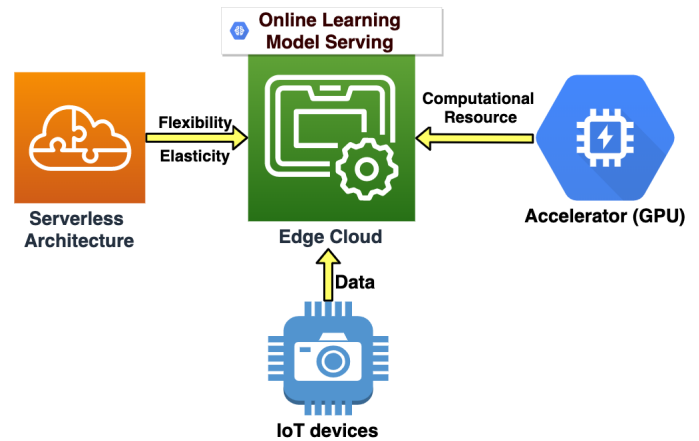 Online Learning
Model Serving
Flexibility
Elasticity
Computational
Resource
Serverless
Architecture
Edge Cloud
Accelerator (GPU)
Data
IoT devices